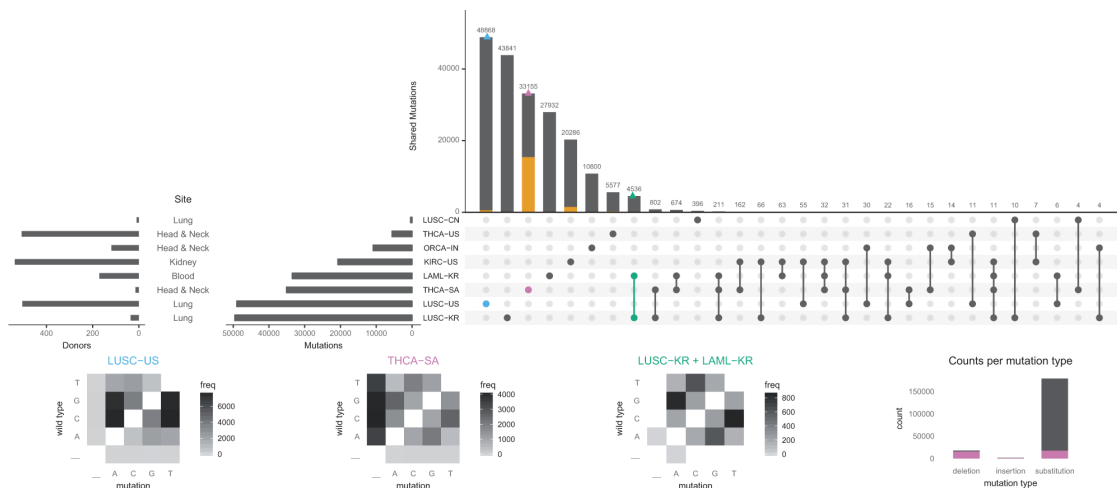 48868
43841
33155
27932
20286
10800
5577
4536
802
674
396
211
162
66
63
55
32
31
30
22
16
15
14
11
11
10
7
6
4
4
Shared Mutations
40000
20000
0
Site
Lung
Head & Neck
Head & Neck
Kidney
Blood
Head & Neck
Lung
Lung
400
200
0
Donors
50000
40000
30000
20000
10000
0
Mutations
LUSC−CN
THCA−US
ORCA−IN
KIRC−US
LAML−KR
THCA−SA
LUSC−US
LUSC−KR
LUSC−US
wild type
T
G
C
A
—
— A C G T
mutation
freq
6000
4000
2000
0
THCA−SA
wild type
T
G
C
A
—
— A C G T
mutation
freq
4000
3000
2000
1000
0
LUSC−KR + LAML−KR
wild type
T
G
C
A
—
— A C G T
mutation
freq
800
600
400
200
0
Counts per mutation type
count
150000
100000
50000
0
deletion insertion substitution
mutation type